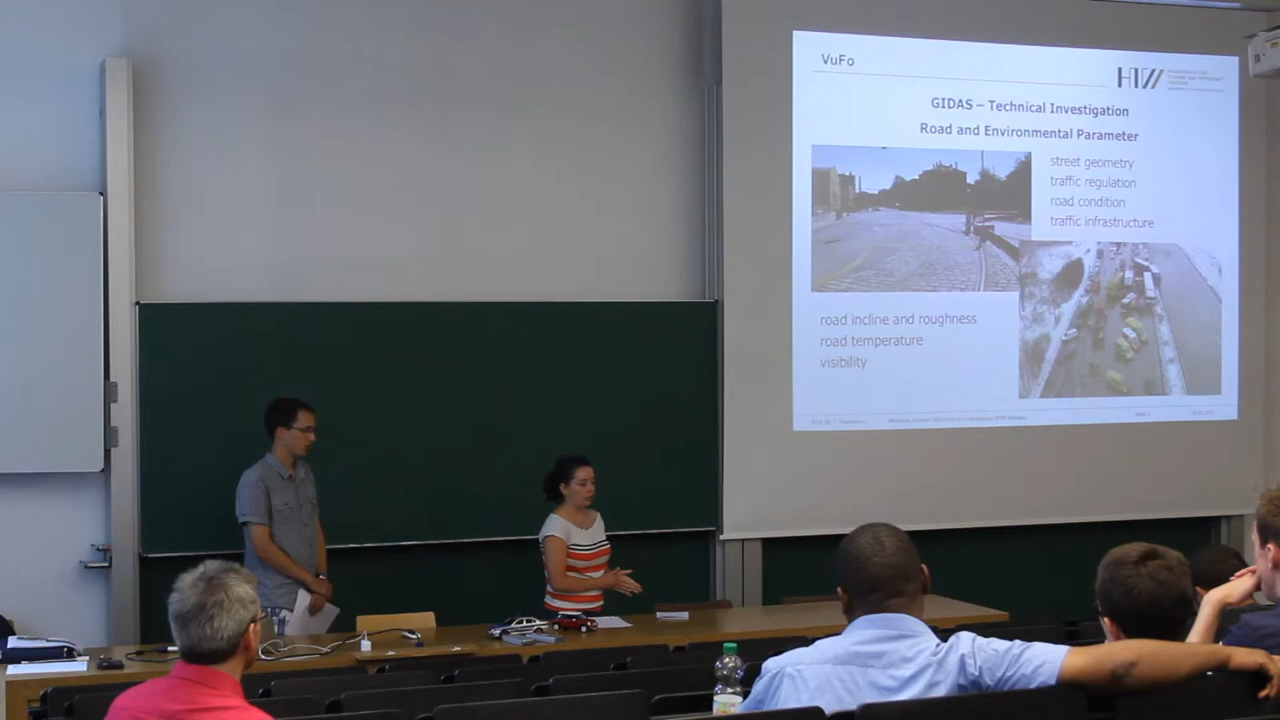 VuFo
HTW
GIDAS – Technical Investigation
Road and Environmental Parameter
street geometry
traffic regulation
road condition
traffic infrastructure
road incline and roughness
road temperature
visibility